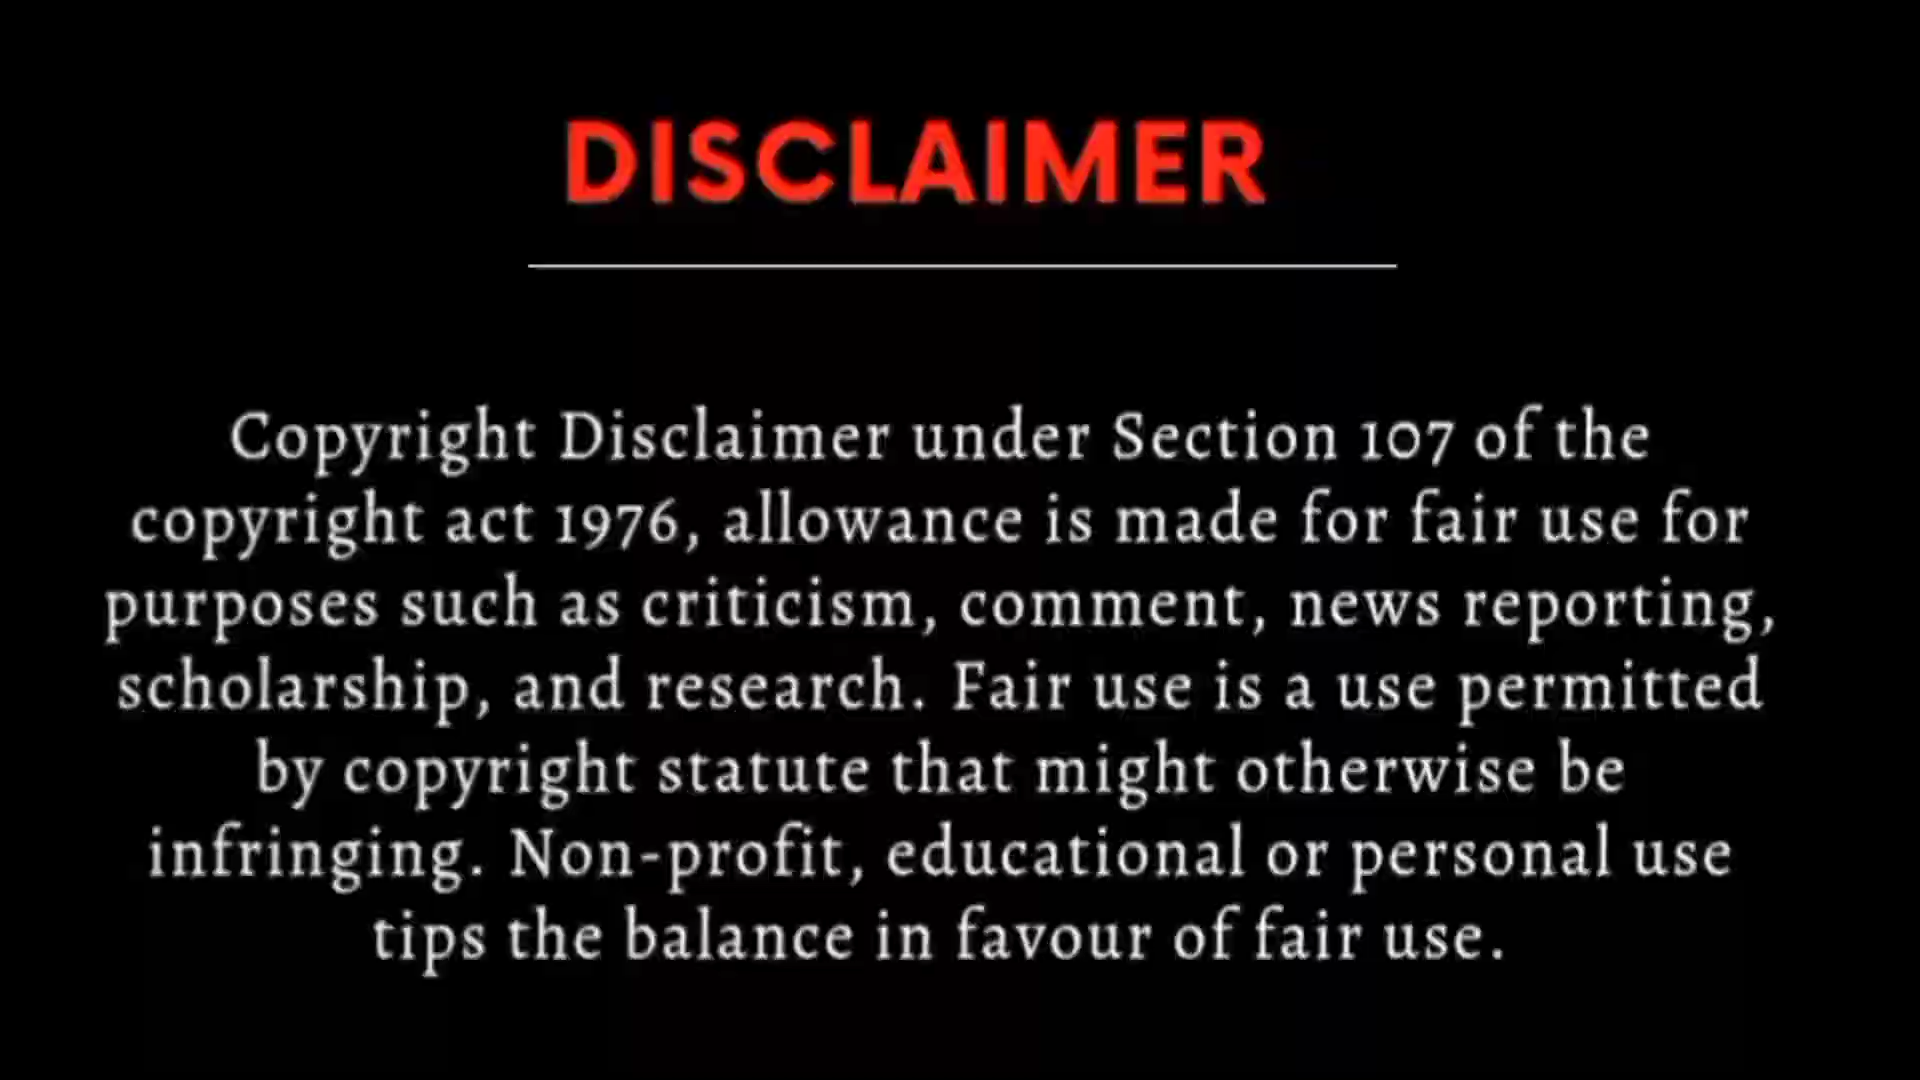 DISCLAIMER
Copyright Disclaimer under Section 107 of the
copyright act 1976, allowance is made for fair use for
purposes such as criticism, comment, news reporting,
scholarship, and research. Fair use is a use permitted
by copyright statute that might otherwise be
infringing. Non-profit, educational or personal use
tips the balance in favour of fair use.